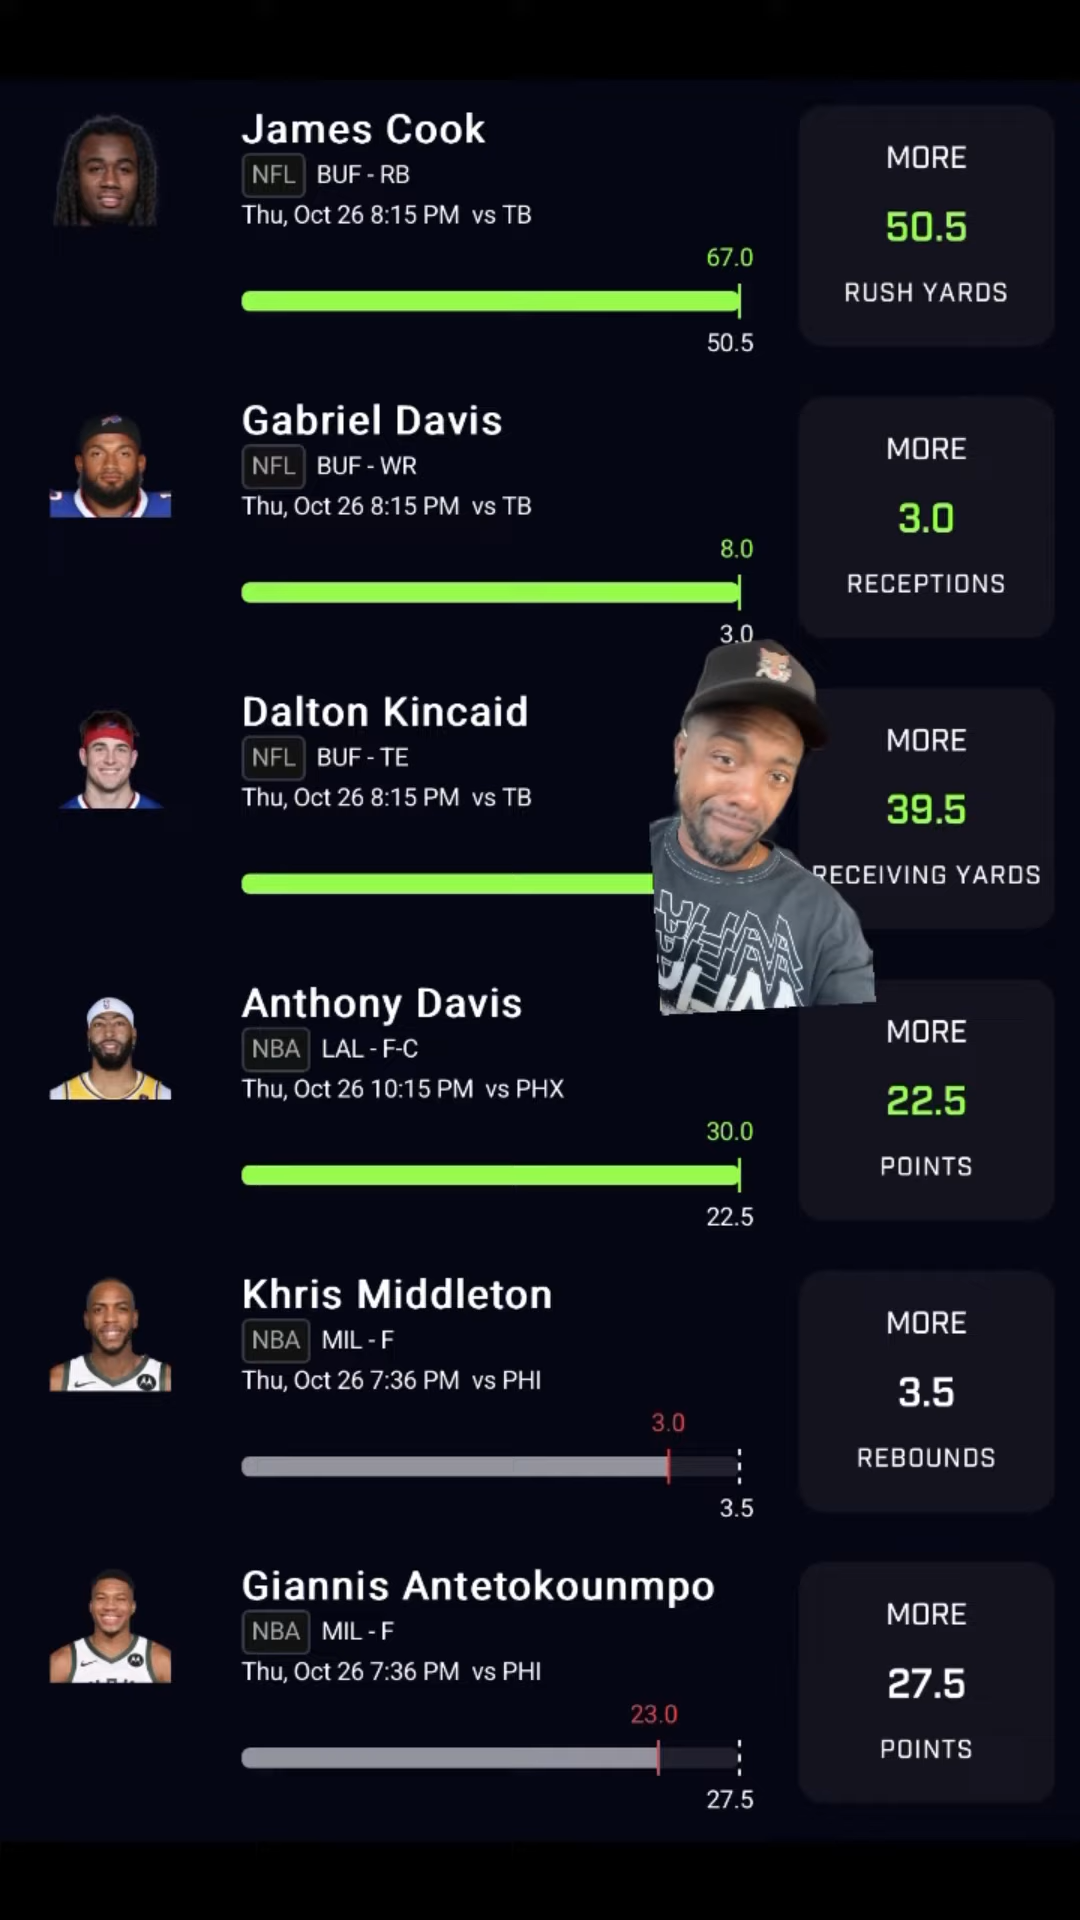 James Cook
NFL BUF - RB
Thu, Oct 26 8:15 PM vs TB
67.0
50.5
MORE
50.5
RUSH YARDS
Gabriel Davis
NFL BUF - WR
Thu, Oct 26 8:15 PM vs TB
8.0
3.0
MORE
3.0
RECEPTIONS
Dalton Kincaid
NFL BUF - TE
Thu, Oct 26 8:15 PM vs TB
MORE
39.5
RECEIVING YARDS
Anthony Davis
NBA LAL - F-C
Thu, Oct 26 10:15 PM vs PHX
30.0
22.5
MORE
22.5
POINTS
Khris Middleton
NBA MIL - F
Thu, Oct 26 7:36 PM vs PHI
3.0
3.5
MORE
3.5
REBOUNDS
Giannis Antetokounmpo
NBA MIL - F
Thu, Oct 26 7:36 PM vs PHI
23.0
27.5
MORE
27.5
POINTS